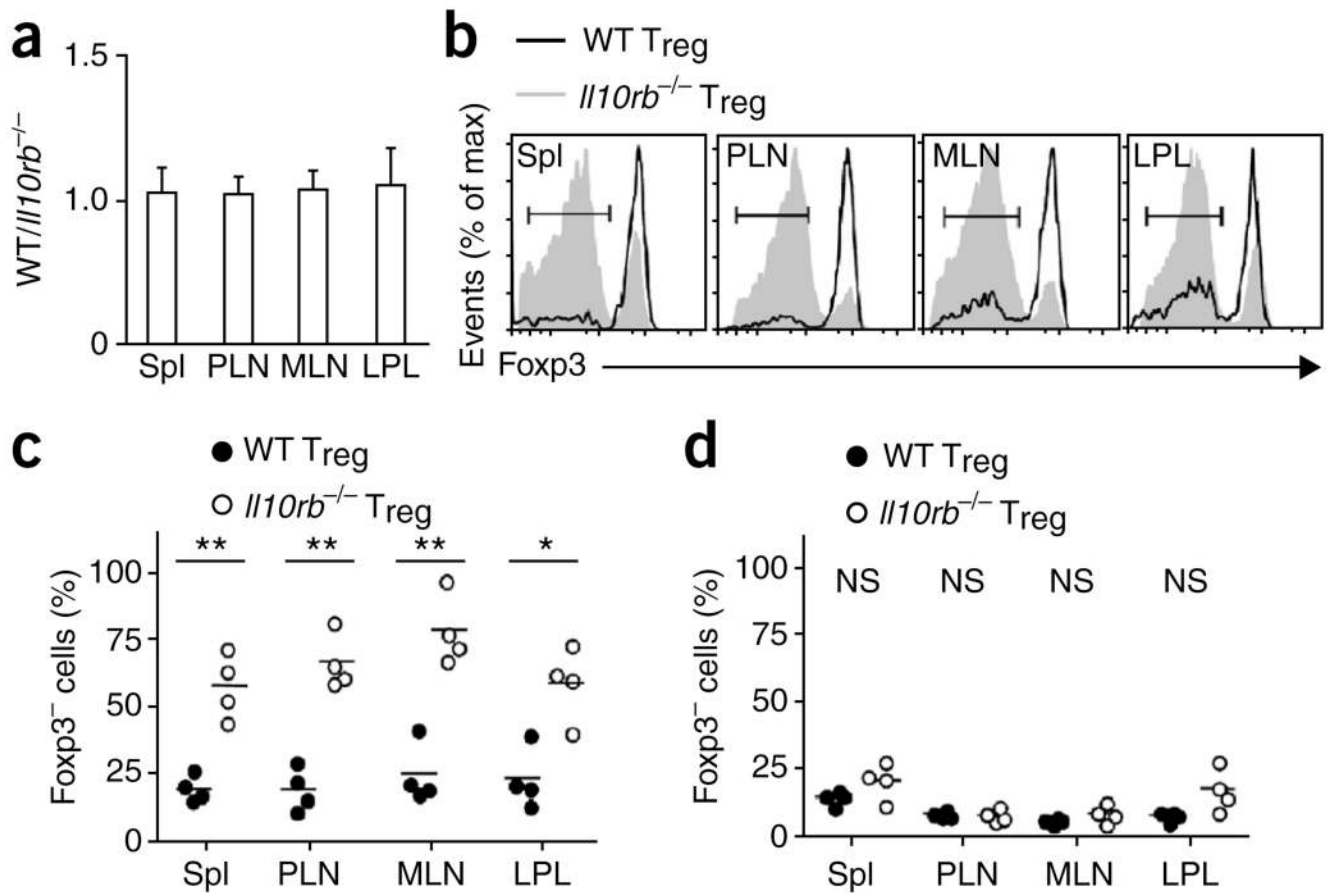 a
WT/Il10rb–/–
1.5
1.0
0
Spl PLN MLN LPL
b
WT Treg
Il10rb–/– Treg
Events (% of max)
Spl PLN MLN LPL
Foxp3
c
WT Treg
Il10rb–/– Treg
Foxp3– cells (%)
** ** ** *
100
75
50
25
0
Spl PLN MLN LPL
d
WT Treg
Il10rb–/– Treg
Foxp3– cells (%)
NS NS NS NS
100
75
50
25
0
Spl PLN MLN LPL